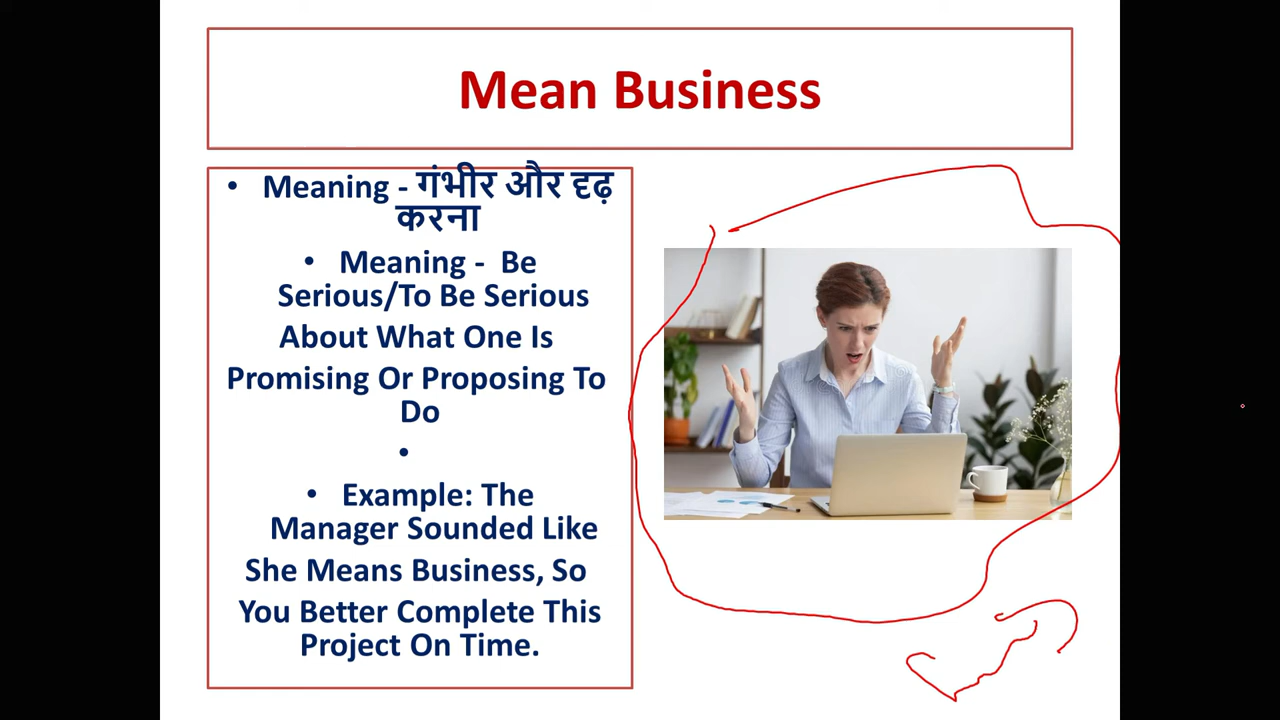 Mean Business
• Meaning - गंभीर और दृढ़
करना
• Meaning - Be
Serious/To Be Serious
About What One Is
Promising Or Proposing To
Do
•
• Example: The
Manager Sounded Like
She Means Business, So
You Better Complete This
Project On Time.